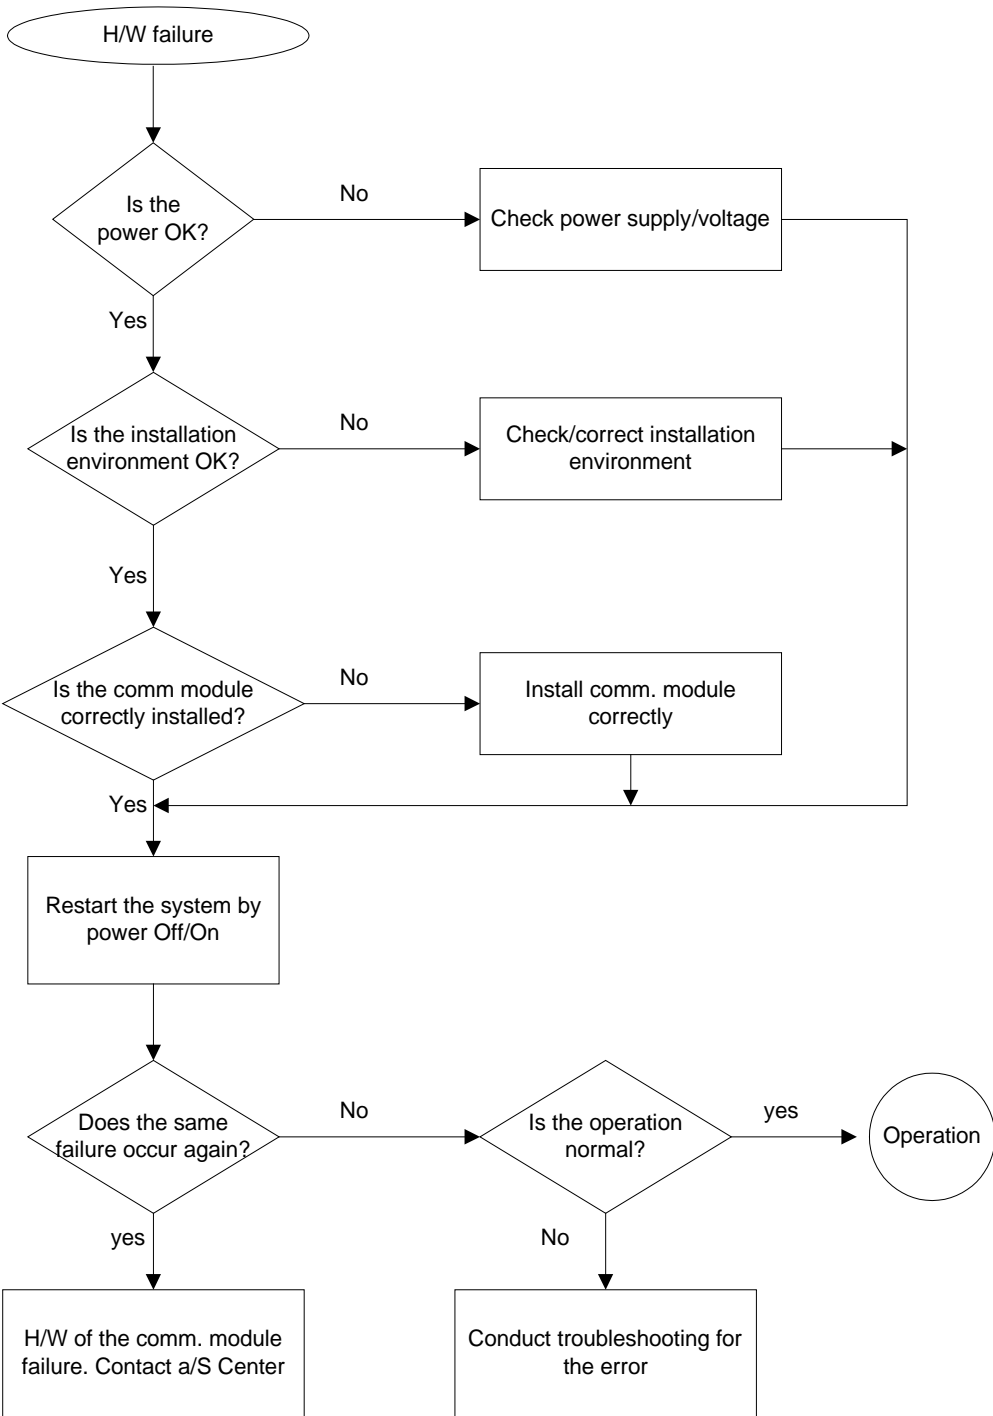 H/W failure
Is the
power OK?
No
Check power supply/voltage
Yes
Is the installation
environment OK?
No
Check/correct installation
environment
Yes
Is the comm module
correctly installed?
No
Install comm. module
correctly
Yes
Restart the system by
power Off/On
Does the same
failure occur again?
No
Is the operation
normal?
yes
Operation
yes
No
H/W of the comm. module
failure. Contact a/S Center
Conduct troubleshooting for
the error